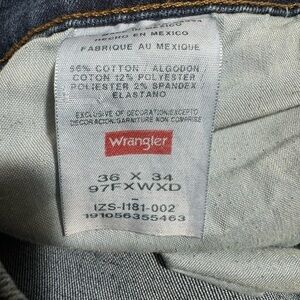 HECHO EN MEXICO
FABRIQUE AU MEXIQUE
86% COTTON / ALGODON
COTON 12% POLYESTER /
POLIESTER 2% SPANDEX
ELASTANO
EXCLUSIVE OF DECORATION/EXCEPTO
DECORACION/GARNITURE NON COMPRISE
Wrangler
36 X 34
97FXWXD
-
IZS-I181-002
191056355463